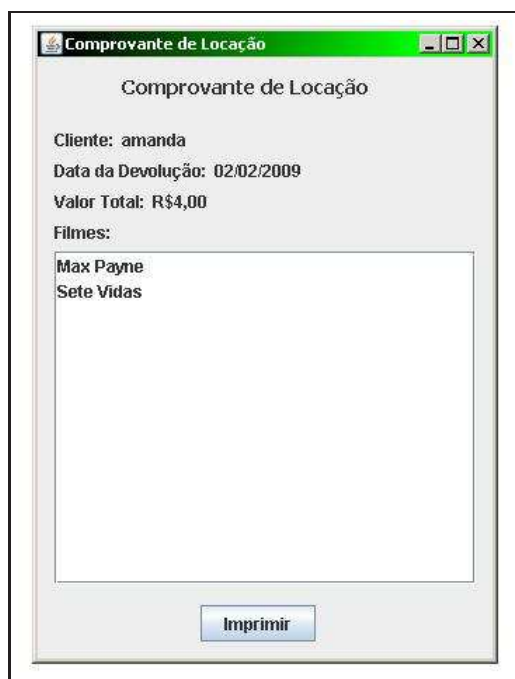 Comprovante de Locação
Comprovante de Locação
Cliente: amanda
Data da Devolução: 02/02/2009
Valor Total: R$4,00
Filmes:
Max Payne
Sete Vidas
Imprimir